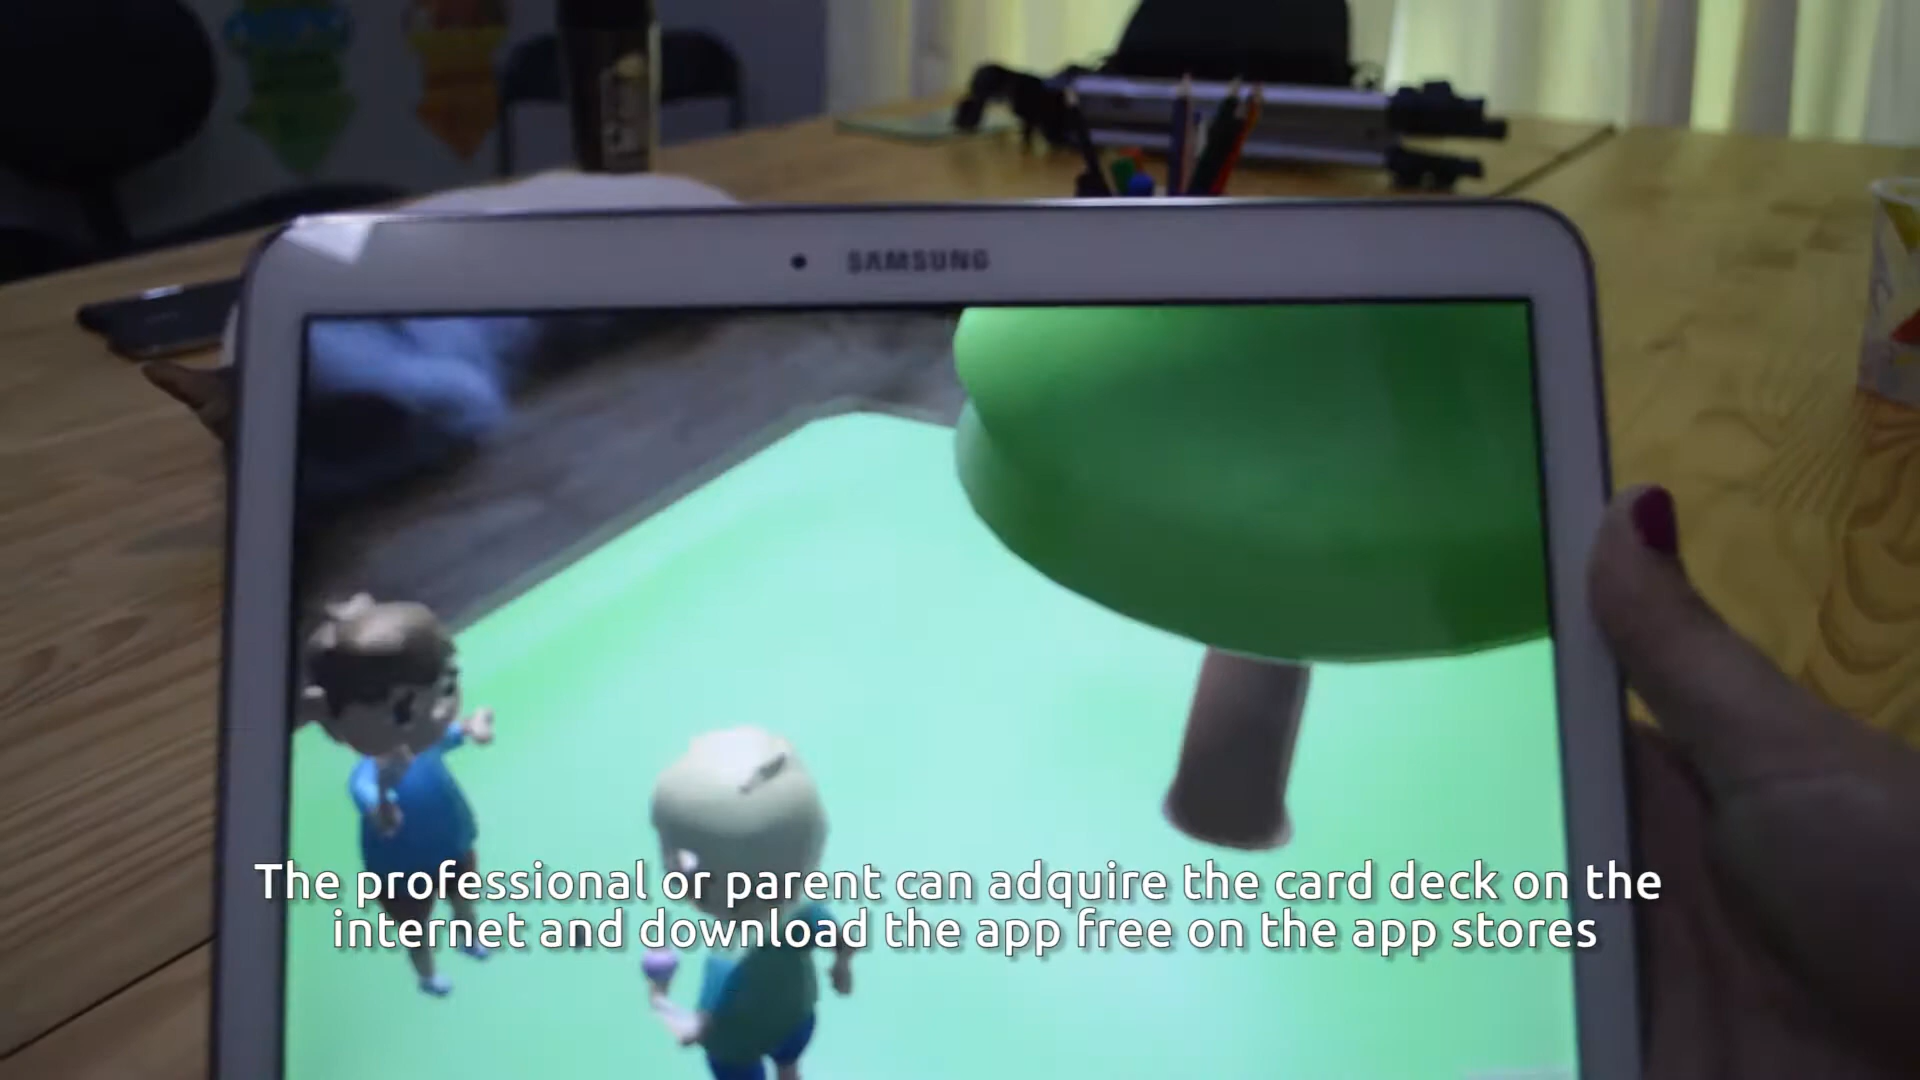 SAMSUNG
The professional or parent can adquire the card deck on the
internet and download the app free on the app stores